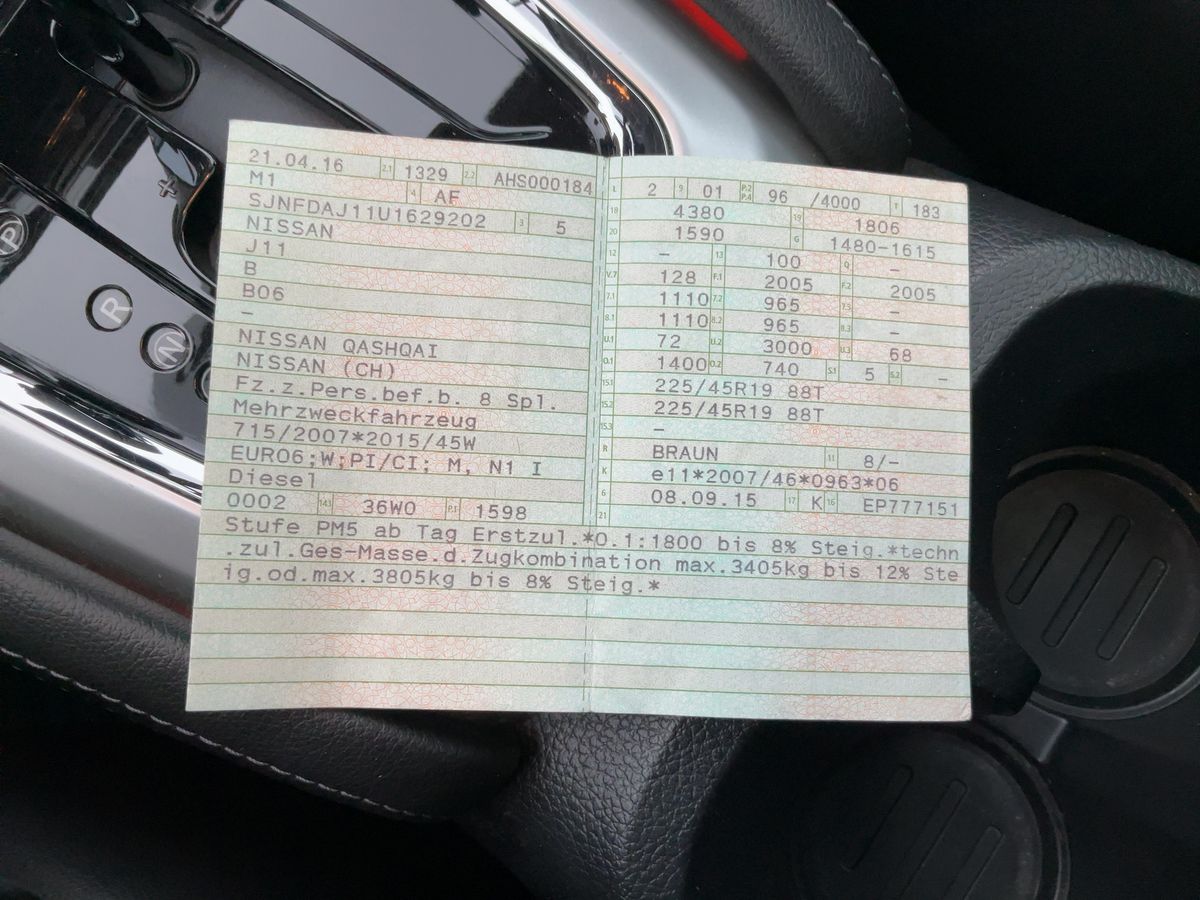 21.04.16 2.1 1329 2.2 AHS000184
M1 4 AF
SJNFDAJ11U1629202 3 5
NISSAN
J11
B
B06
–
NISSAN QASHQAI
NISSAN (CH)
Fz.z.Pers.bef.b. 8 Spl.
Mehrzweckfahrzeug
715/2007*2015/45W
EURO6;W;PI/CI; M, N1 I
Diesel
0002 14.1 36W0 P.1 1598
L 2 9 01 P.2 P.4 96 /4000 T 183
18 4380 19 1806
20 1590 G 1480-1615
12 – 13 100 Q –
V.7 128 F.1 2005 F.2 2005
7.1 1110 7.2 965 7.3 –
8.1 1110 8.2 965 8.3 –
U.1 72 U.2 3000 U.3 68
O.1 1400 O.2 740 S.1 5 S.2 –
15.1 225/45R19 88T
15.2 225/45R19 88T
15.3 –
R BRAUN 11 8/–
K e11*2007/46*0963*06
6 08.09.15 17 K 16 EP777151
21
Stufe PM5 ab Tag Erstzul.*O.1:1800 bis 8% Steig.*techn
.zul.Ges-Masse.d.Zugkombination max.3405kg bis 12% Ste
ig.od.max.3805kg bis 8% Steig.*
+
P
R
N